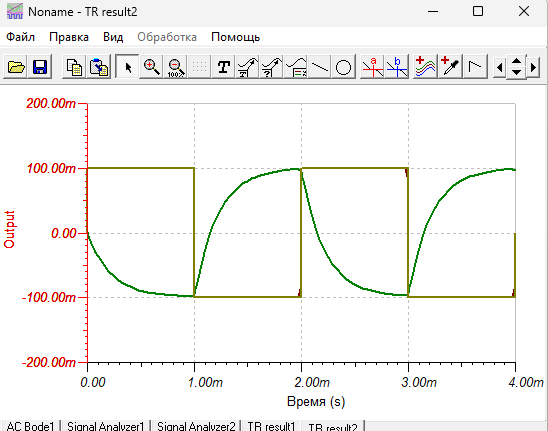 Noname - TR result2
Файл Правка Вид Обработка Помощь
100%
T
a
b
200.00m
100.00m
0.00
-100.00m
-200.00m
Output
0.00 1.00m 2.00m 3.00m 4.00m
Время (s)
AC Bode1 Signal Analyzer1 Signal Analyzer2 TR result1 TR result2